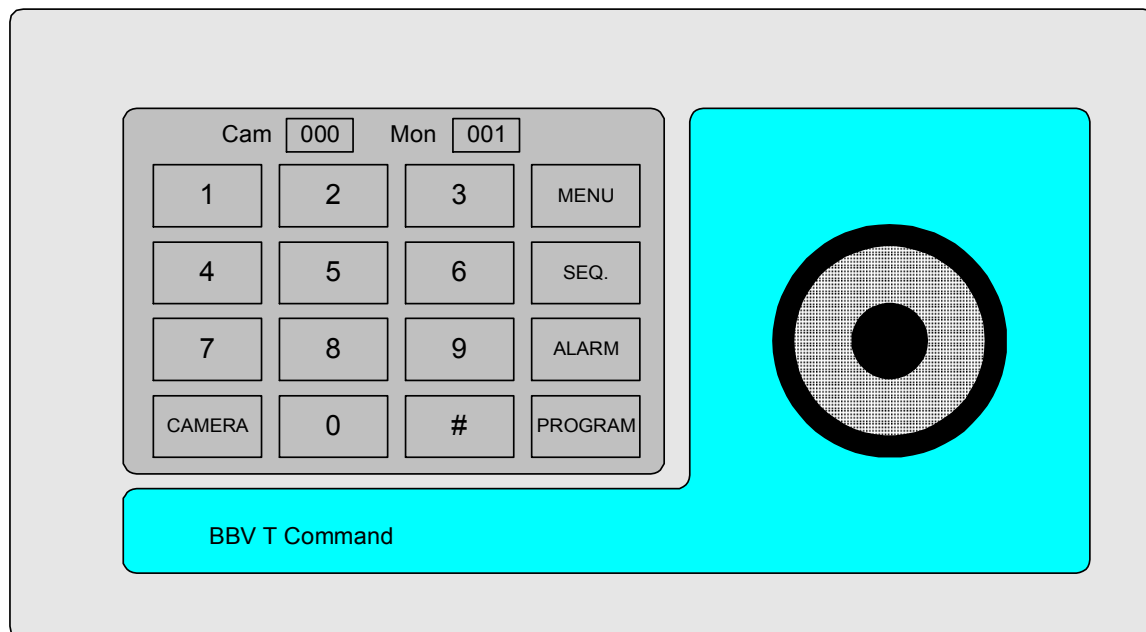 Cam 000 Mon 001
1 2 3 MENU
4 5 6 SEQ.
7 8 9 ALARM
CAMERA 0 # PROGRAM
BBV T Command